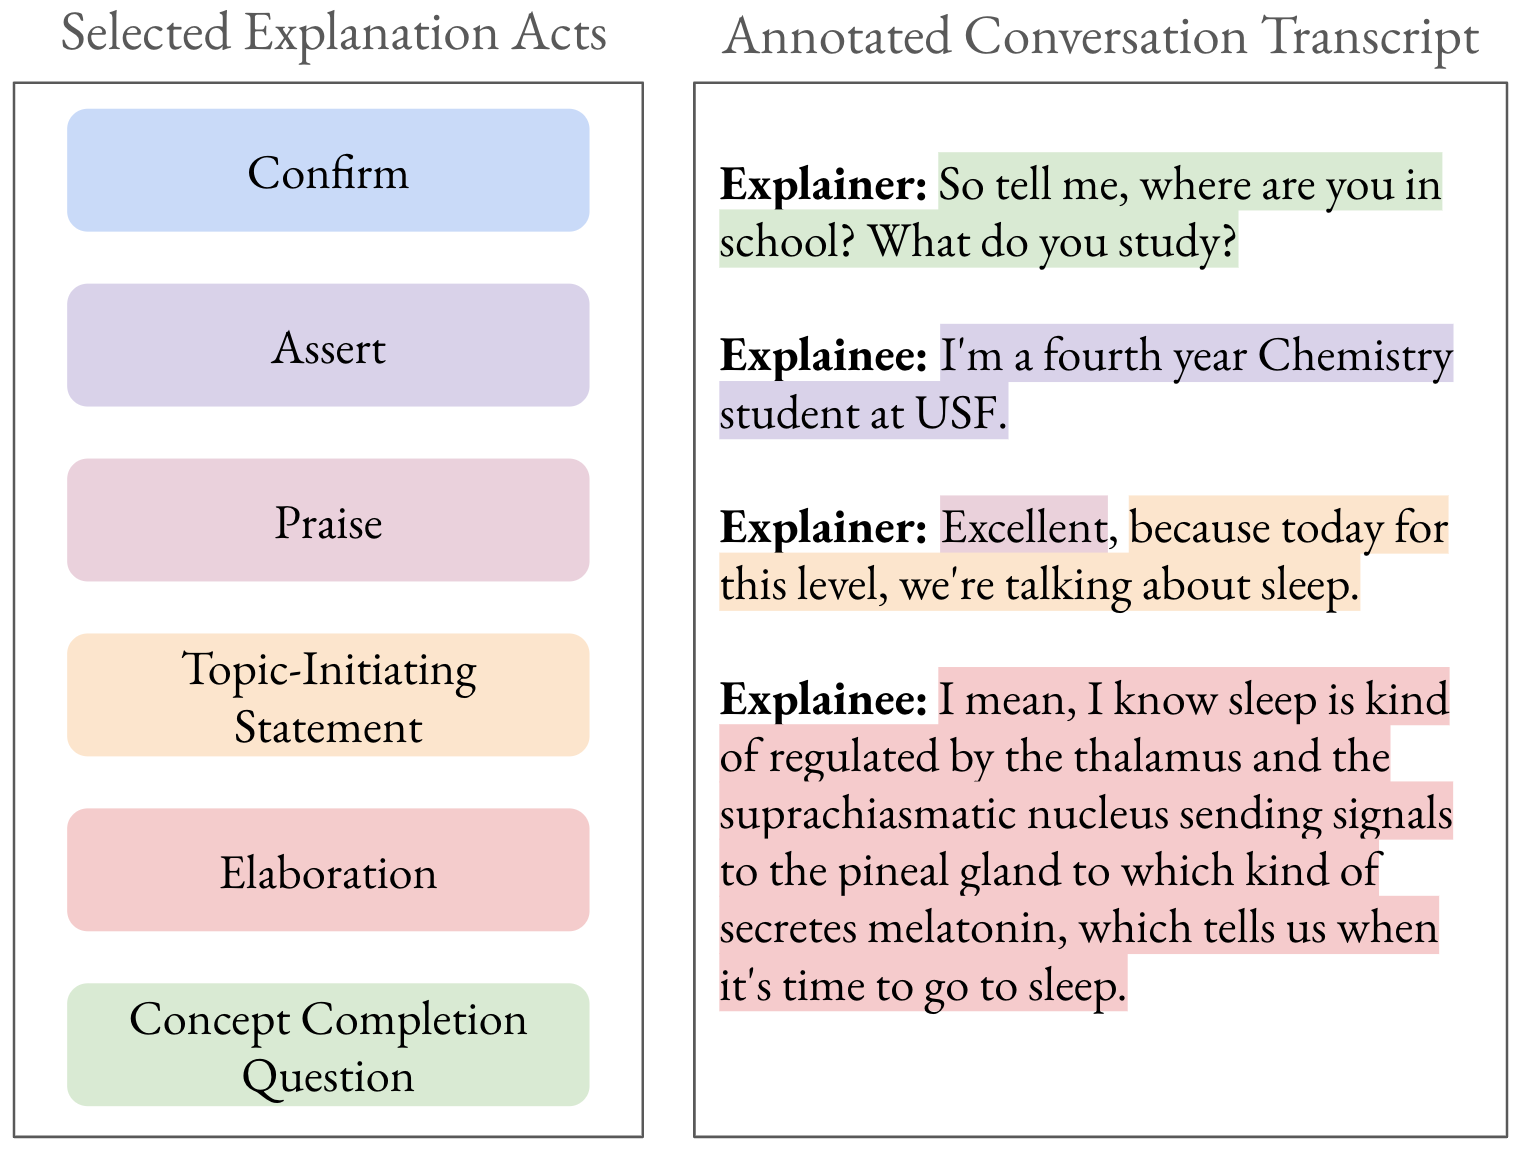 Selected Explanation Acts
Confirm
Assert
Praise
Topic-Initiating
Statement
Elaboration
Concept Completion
Question
Annotated Conversation Transcript
Explainer: So tell me, where are you in
school? What do you study?
Explainee: I'm a fourth year Chemistry
student at USF.
Explainer: Excellent, because today for
this level, we're talking about sleep.
Explainee: I mean, I know sleep is kind
of regulated by the thalamus and the
suprachiasmatic nucleus sending signals
to the pineal gland to which kind of
secretes melatonin, which tells us when
it's time to go to sleep.